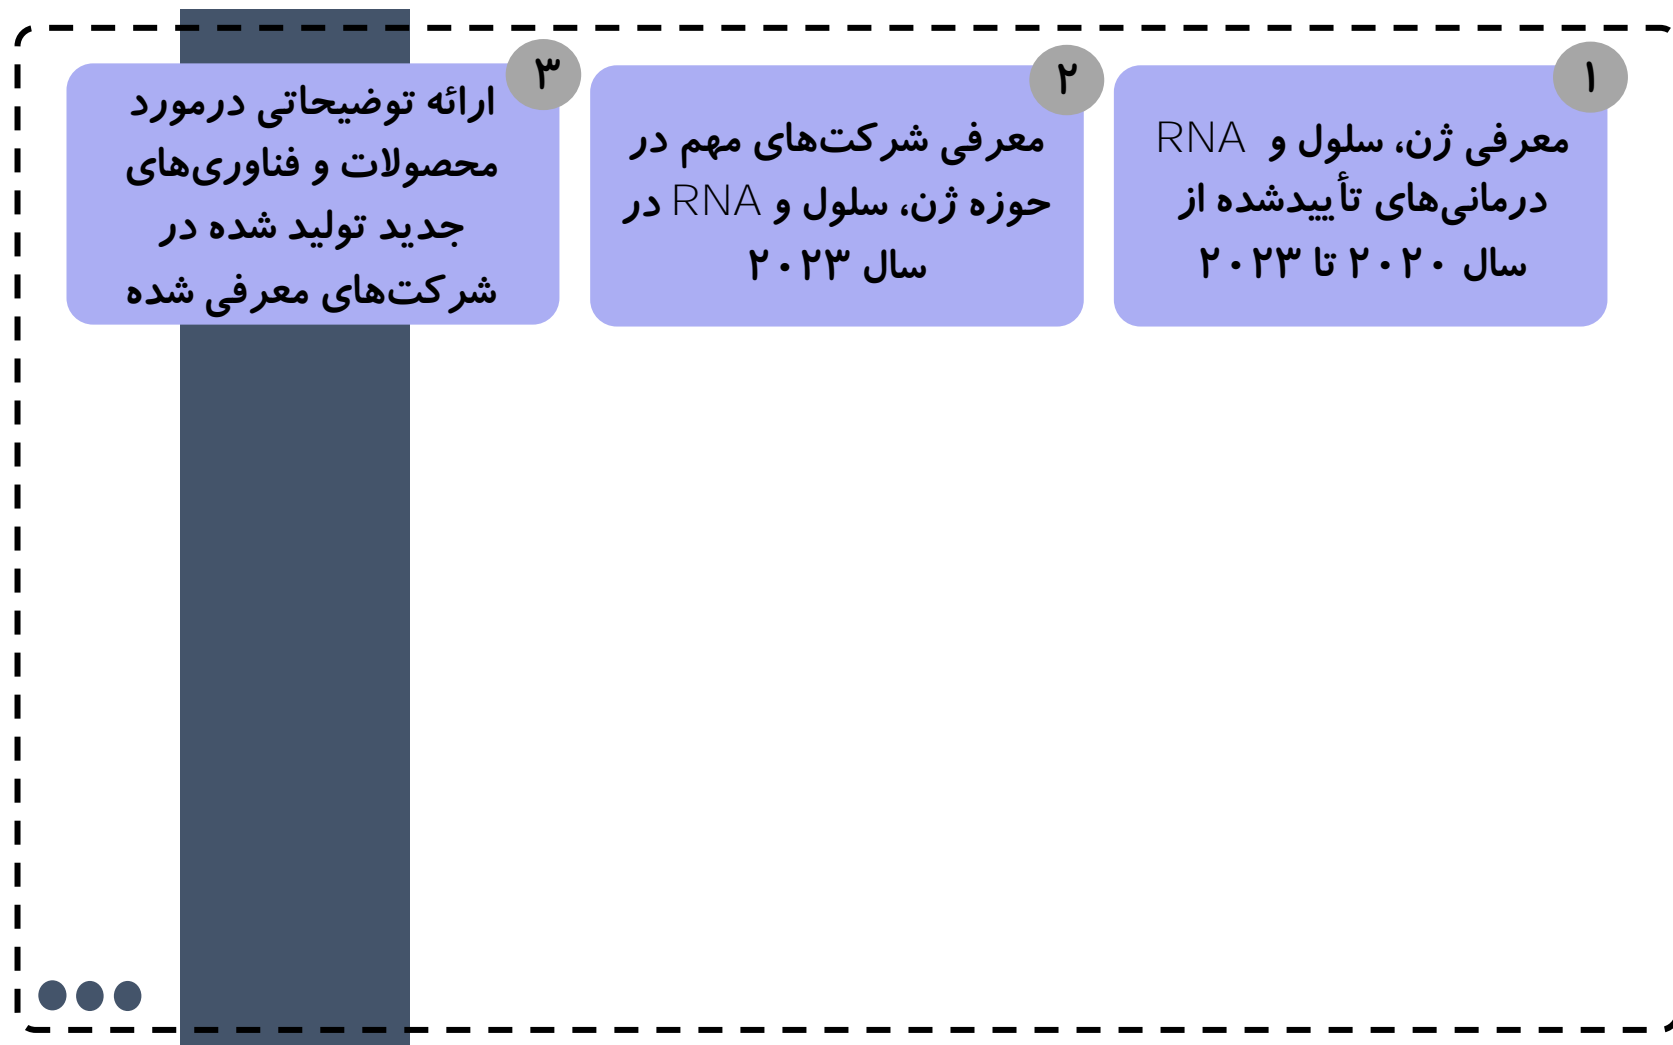 ۱
معرفی ژن، سلول و RNA
درمانی‌های تأییدشده از
سال ۲۰۲۰ تا ۲۰۲۳
۲
معرفی شرکت‌های مهم در
حوزه ژن، سلول و RNA در
سال ۲۰۲۳
۳
ارائه توضیحاتی درمورد
محصولات و فناوری‌های
جدید تولید شده در
شرکت‌های معرفی شده